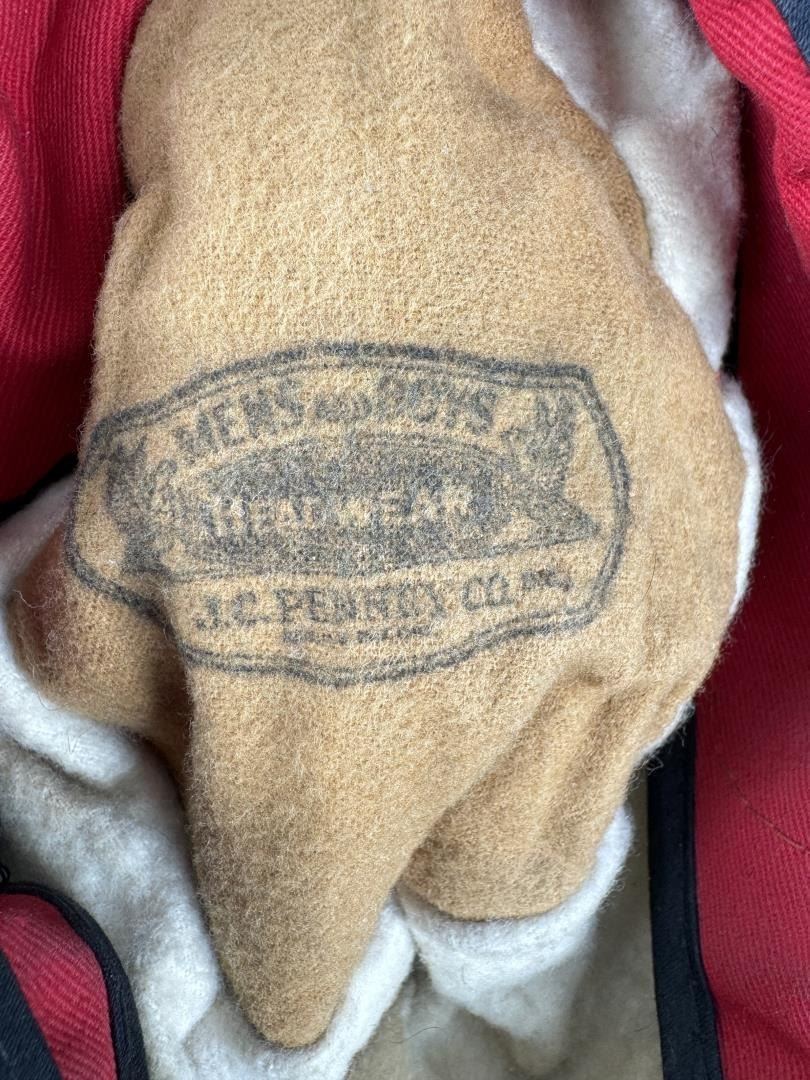 MENS AND BOYS
HEADWEAR
J.C. PENNEY CO. INC.